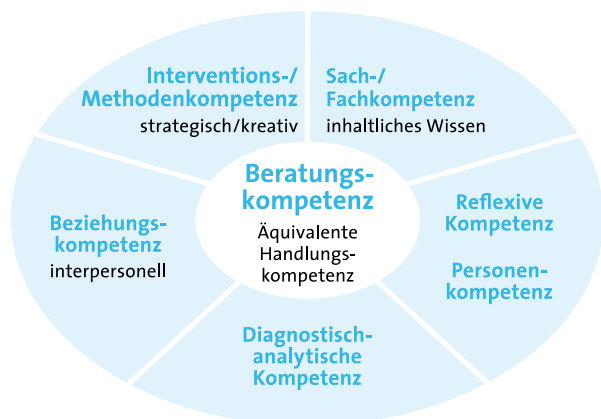 Interventions-/
Methodenkompetenz
strategisch/kreativ
Sach-/
Fachkompetenz
inhaltliches Wissen
Beratungs-
kompetenz
Äquivalente
Handlungs-
kompetenz
Beziehungs-
kompetenz
interpersonell
Reflexive
Kompetenz
Personen-
kompetenz
Diagnostisch-
analytische
Kompetenz